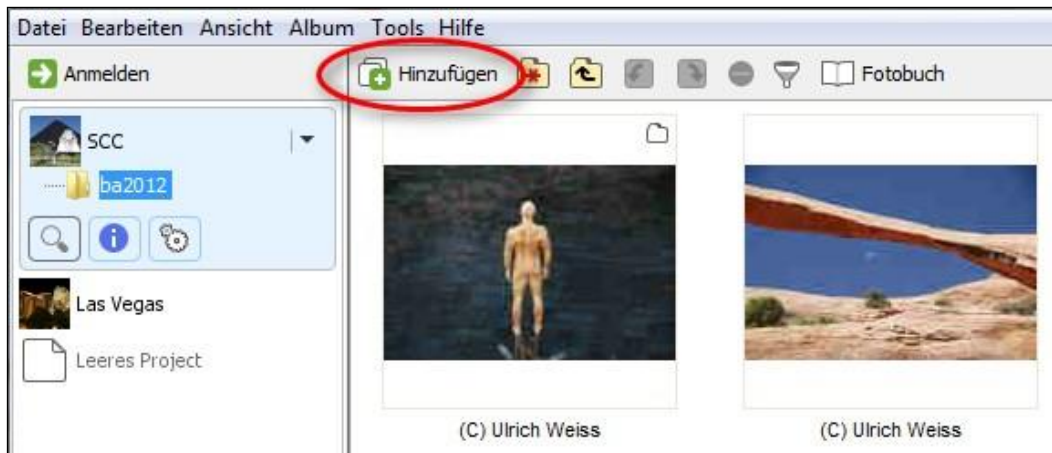 Datei Bearbeiten Ansicht Album Tools Hilfe
Anmelden
Hinzufügen
Fotobuch
SCC
ba2012
Las Vegas
Leeres Project
(C) Ulrich Weiss
(C) Ulrich Weiss